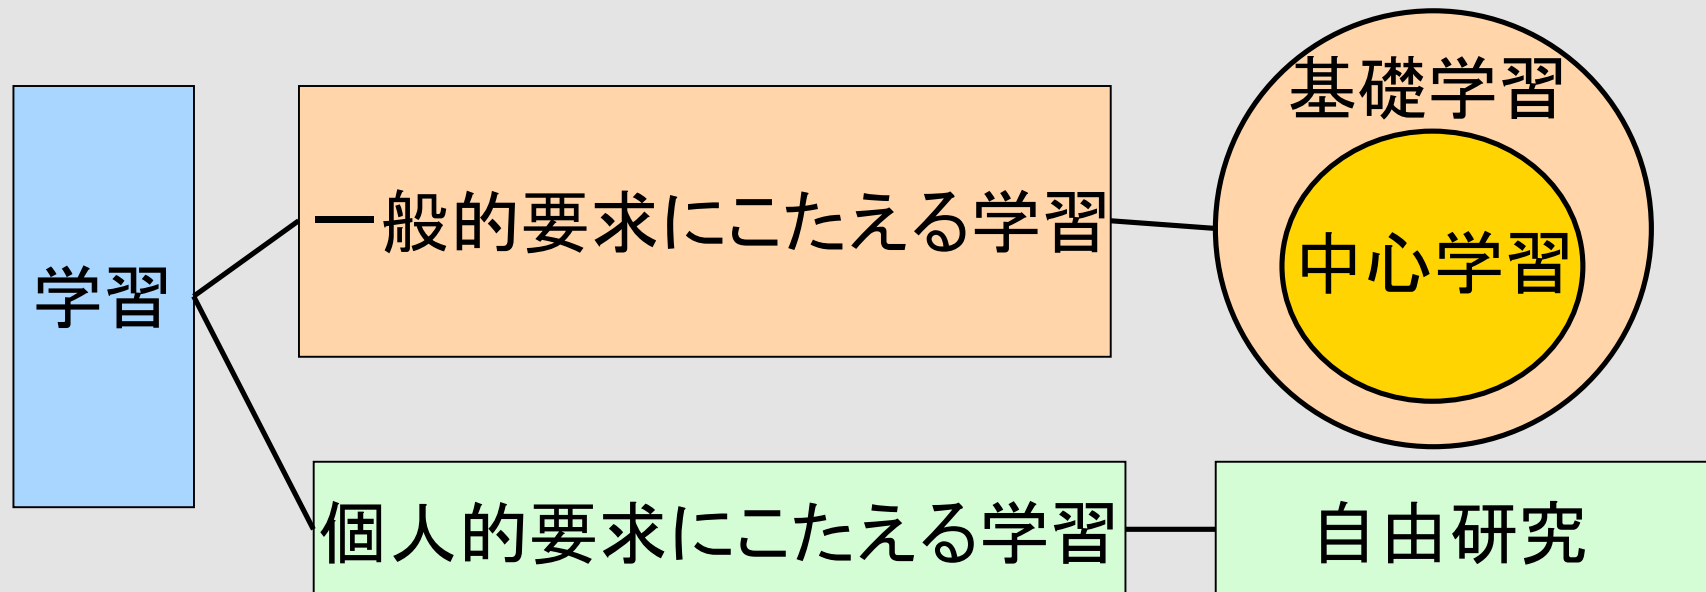 学習
一般的要求にこたえる学習
基礎学習
中心学習
個人的要求にこたえる学習
自由研究